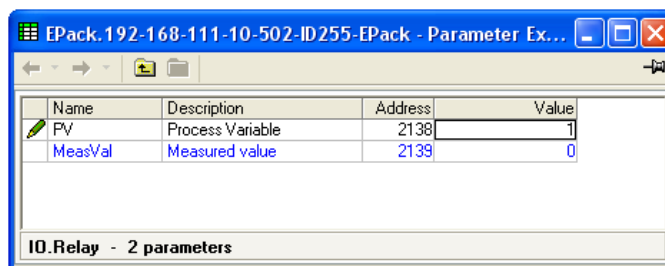 EPack.192-168-111-10-502-ID255-EPack - Parameter Ex...
Name Description Address Value
PV Process Variable 2138 1
MeasVal Measured value 2139 0
IO.Relay - 2 parameters